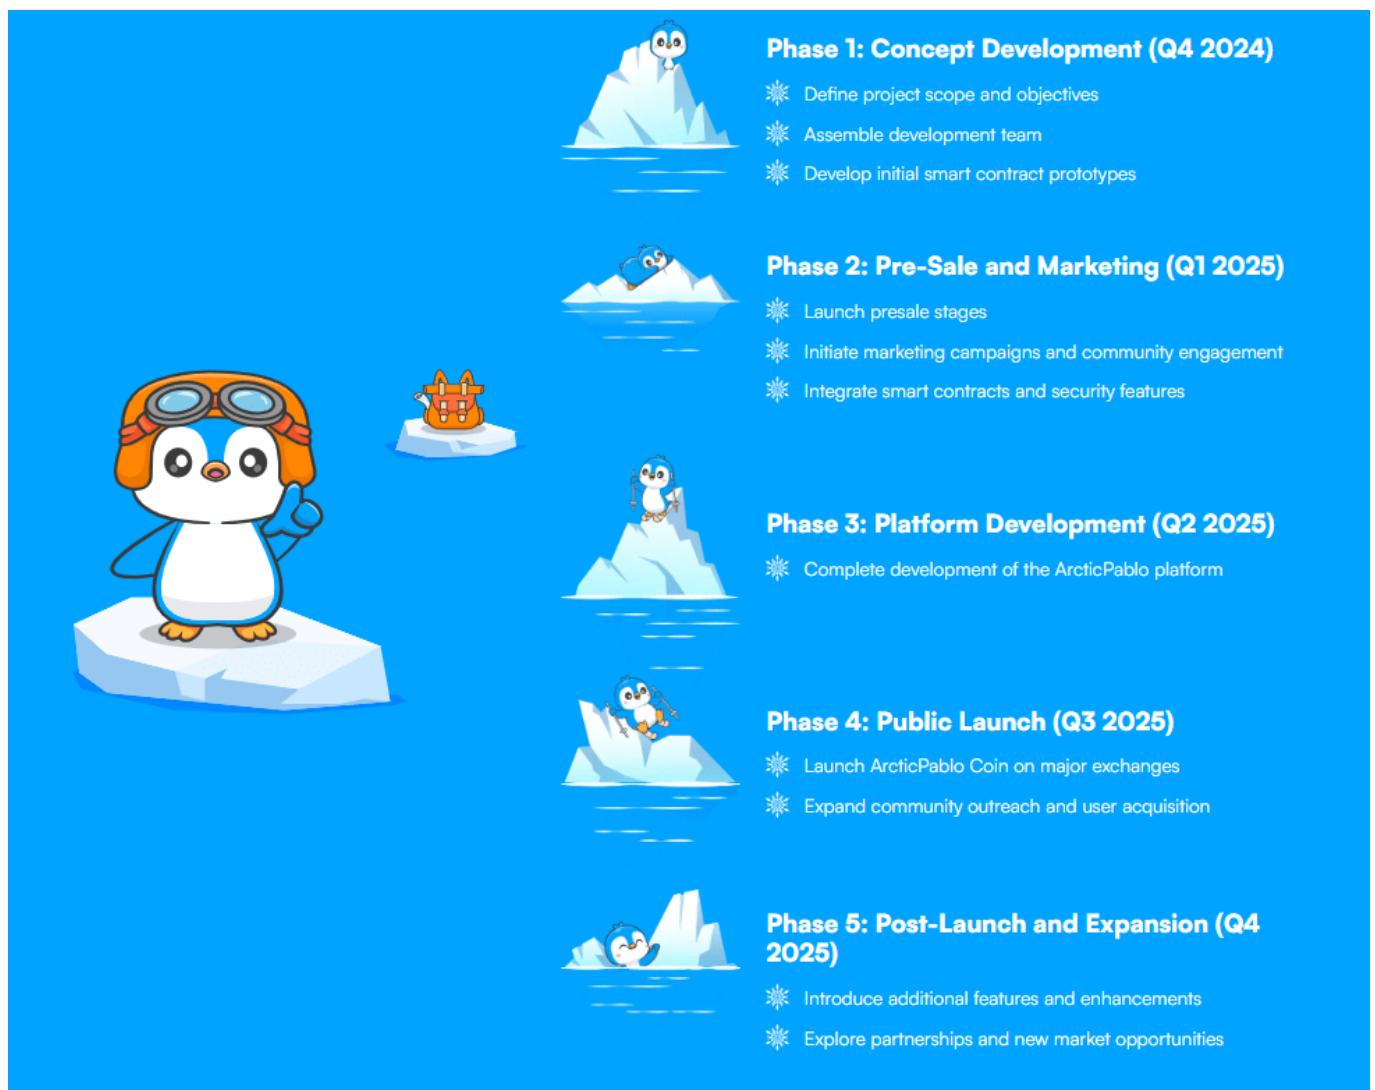 Phase 1: Concept Development (Q4 2024)
Define project scope and objectives
Assemble development team
Develop initial smart contract prototypes
Phase 2: Pre-Sale and Marketing (Q1 2025)
Launch presale stages
Initiate marketing campaigns and community engagement
Integrate smart contracts and security features
Phase 3: Platform Development (Q2 2025)
Complete development of the ArcticPablo platform
Phase 4: Public Launch (Q3 2025)
Launch ArcticPablo Coin on major exchanges
Expand community outreach and user acquisition
Phase 5: Post-Launch and Expansion (Q4
2025)
Introduce additional features and enhancements
Explore partnerships and new market opportunities